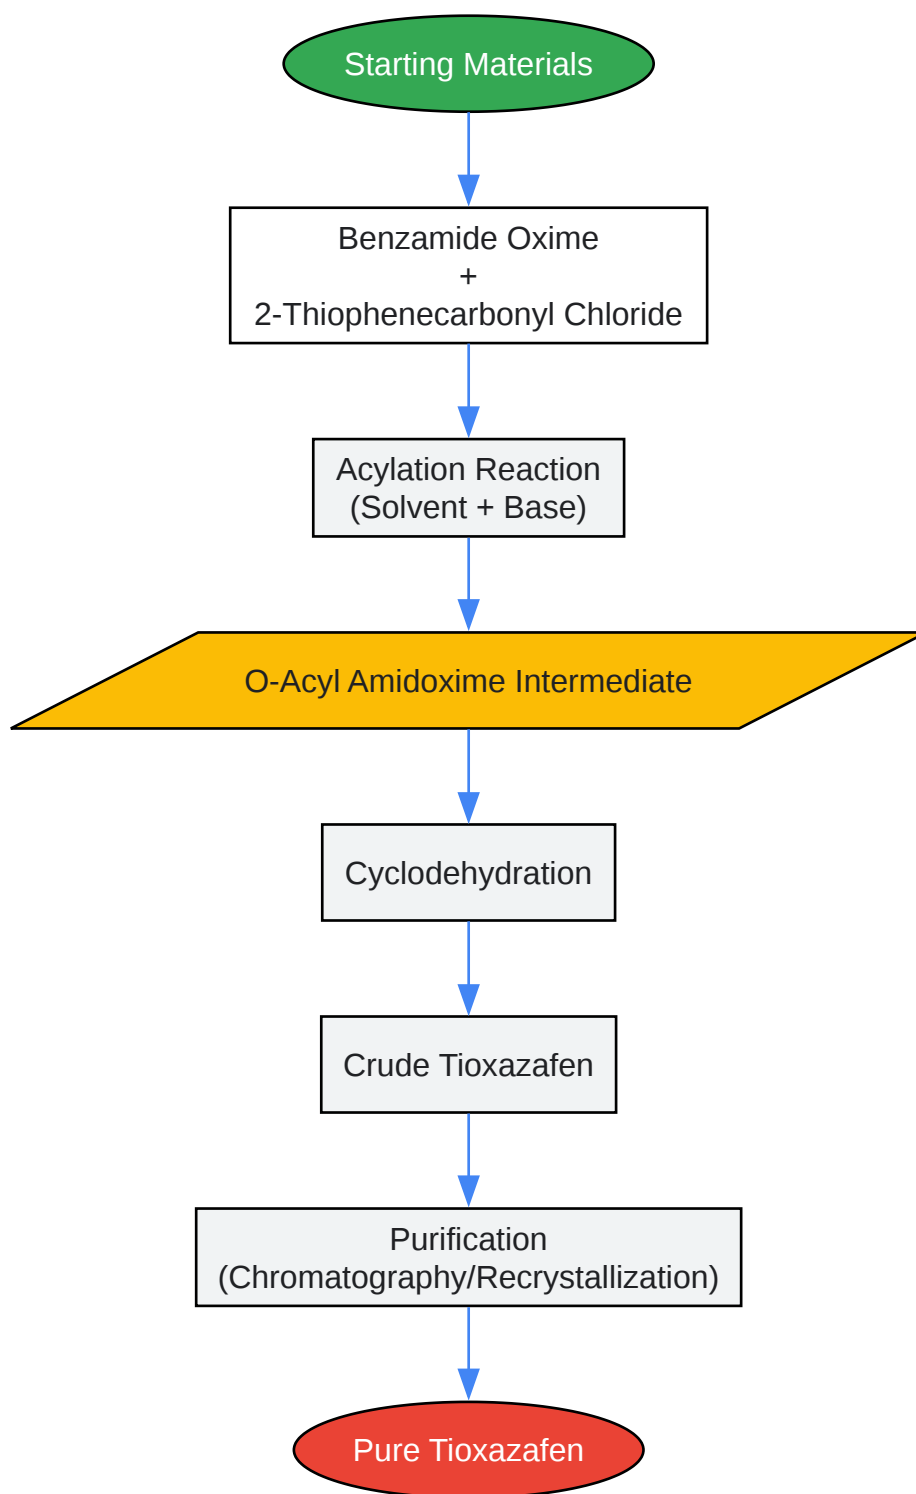 Starting Materials
Benzamide Oxime
+
2-Thiophenecarbonyl Chloride
Acylation Reaction
(Solvent + Base)
O-Acyl Amidoxime Intermediate
Cyclodehydration
Crude Tioxazafen
Purification
(Chromatography/Recrystallization)
Pure Tioxazafen